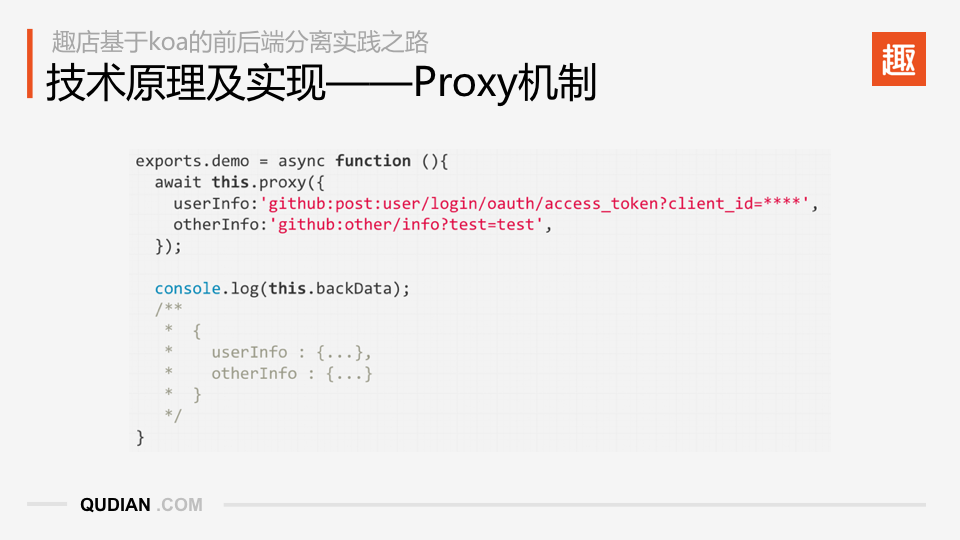 趣店基于koa的前后端分离实践之路
技术原理及实现——Proxy机制
趣
exports.demo = async function (){
  await this.proxy({
    userInfo:'github:post:user/login/oauth/access_token?client_id=****',
    otherInfo:'github:other/info?test=test',
  });

  console.log(this.backData);
  /**
   *  {
   *    userInfo : {...},
   *    otherInfo : {...}
   *  }
   */
}
QUDIAN .COM